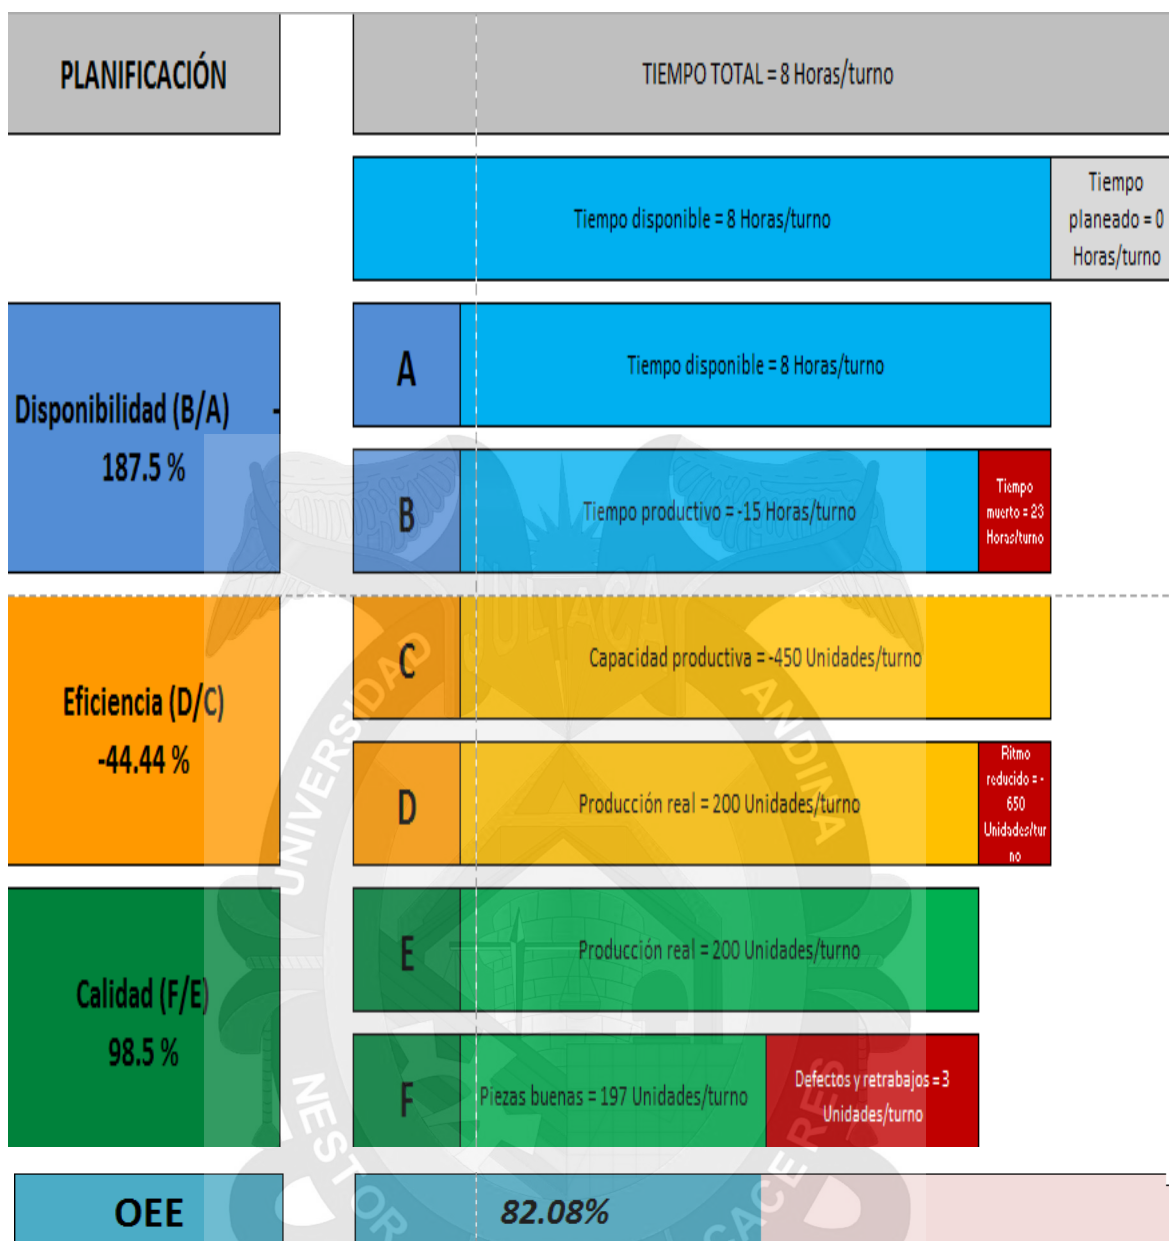 PLANIFICACIÓN
TIEMPO TOTAL = 8 Horas/turno
Tiempo disponible = 8 Horas/turno
Tiempo
planeado = 0
Horas/turno
Disponibilidad (B/A) -
187.5 %
A
Tiempo disponible = 8 Horas/turno
B
Tiempo productivo = -15 Horas/turno
Tiempo
muerto = 23
Horas/turno
Eficiencia (D/C)
-44.44 %
C
Capacidad productiva = -450 Unidades/turno
D
Producción real = 200 Unidades/turno
Ritmo
reducido = -
650
Unidades/tur
no
Calidad (F/E)
98.5 %
E
Producción real = 200 Unidades/turno
F
Piezas buenas = 197 Unidades/turno
Defectos y retrabajos = 3
Unidades/turno
OEE
82.08%
UNIVERSIDAD
ANDINA
JULIACA
NESTOR
CACERES